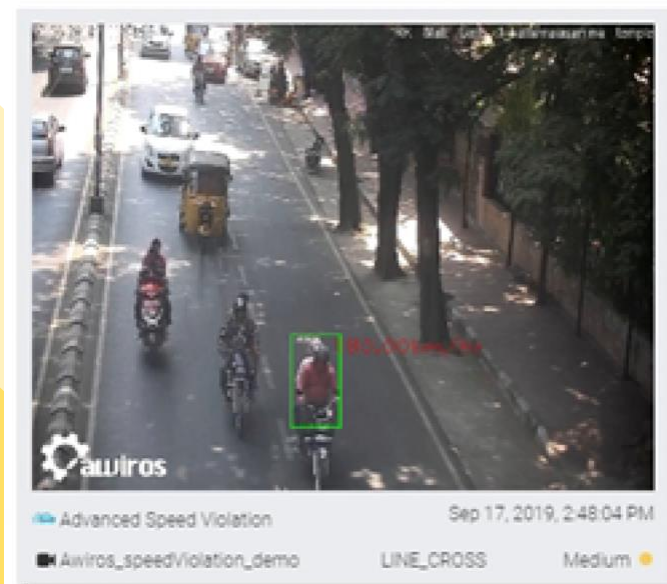 awiros
Advanced Speed Violation
Sep 17, 2019, 2:48:04 PM
Awiros_speedViolation_demo
LINE_CROSS
Medium